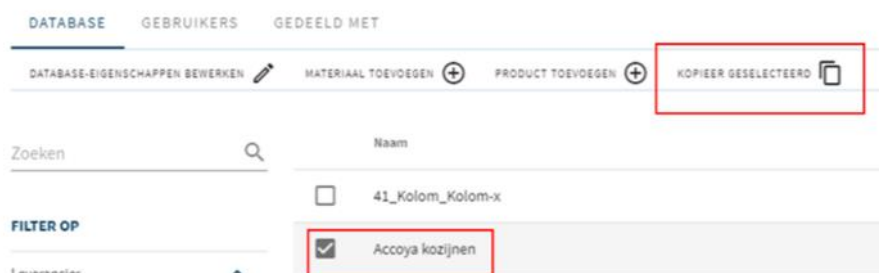 DATABASE GEBRUIKERS GEDEELD MET
DATABASE-EIGENSCHAPPEN BEWERKEN MATERIAAL TOEVOEGEN PRODUCT TOEVOEGEN KOPIEER GESELECTEERD
Zoeken
Naam
41_Kolom_Kolom-x
FILTER OP
Accoya kozijnen
Leverancier